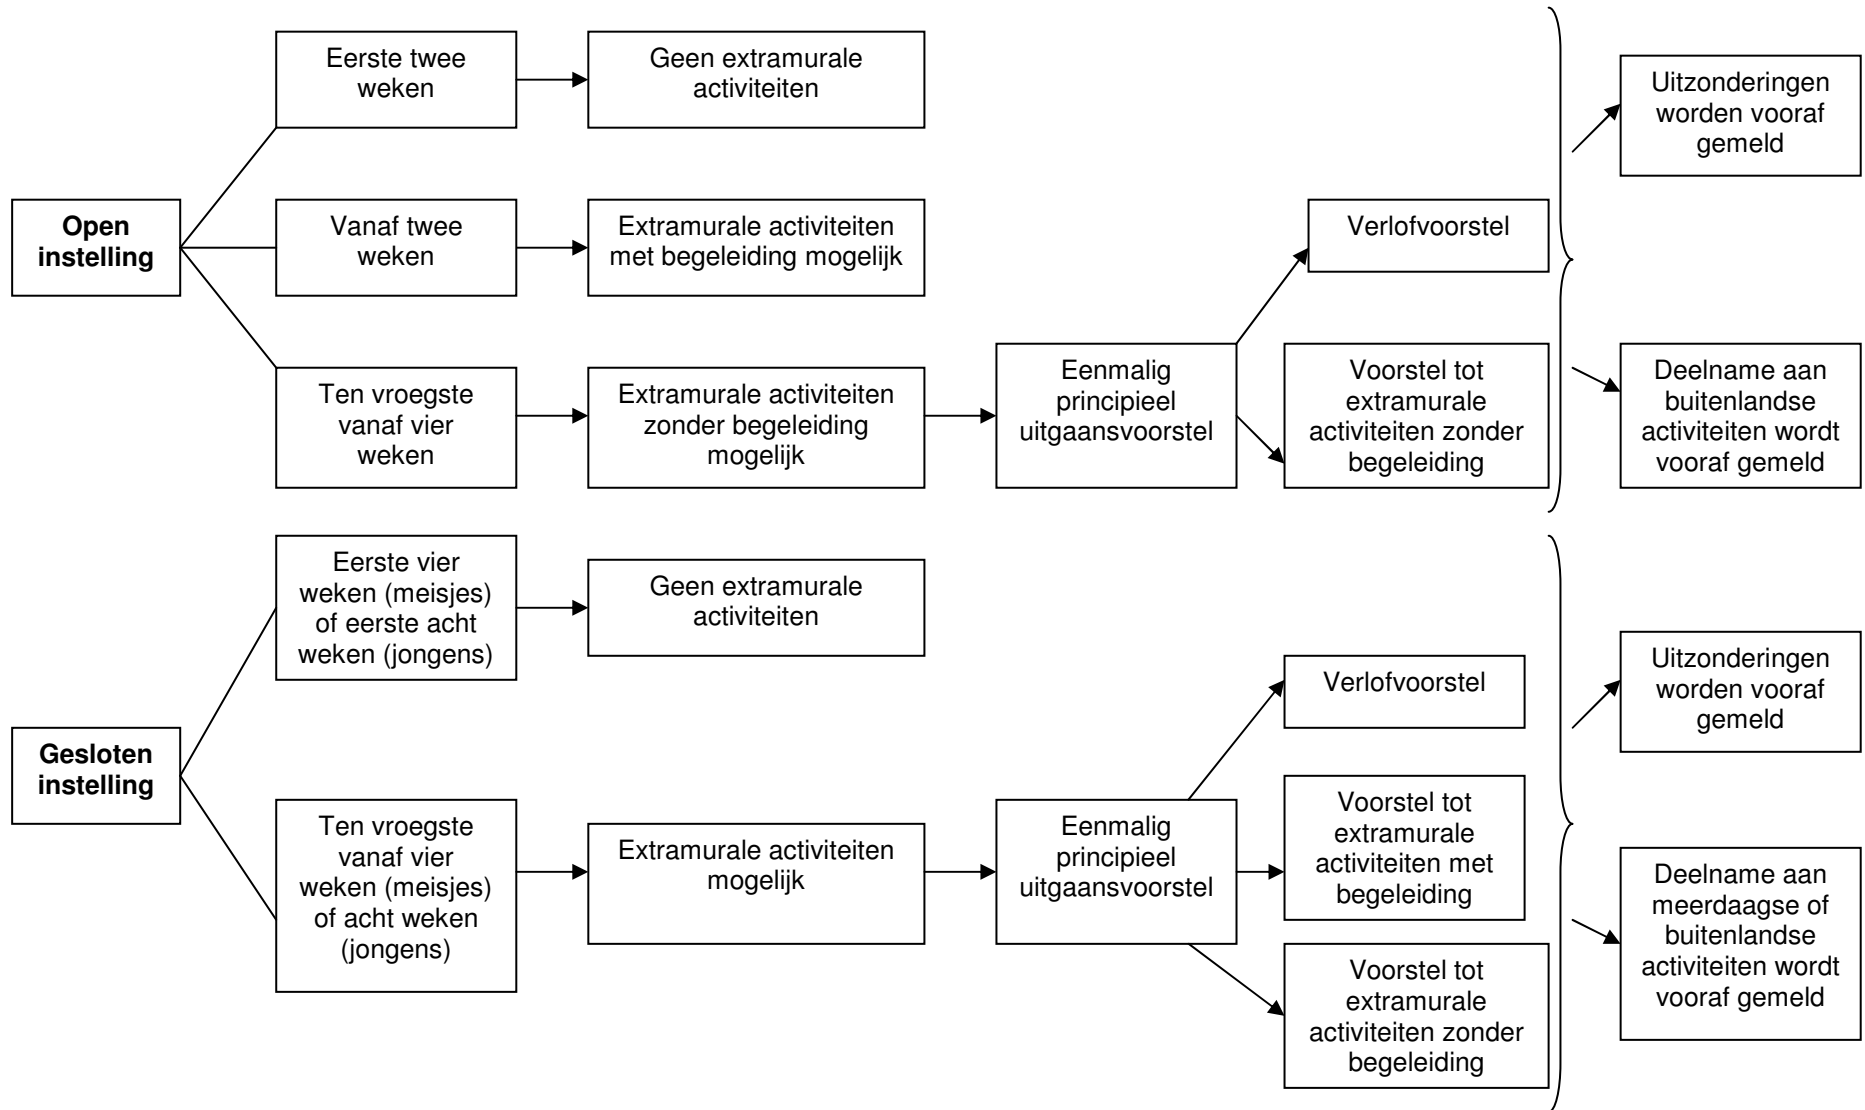 Eerste twee
weken
Geen extramurale
activiteiten
Uitzonderingen
worden vooraf
gemeld
Open
instelling
Vanaf twee
weken
Extramurale activiteiten
met begeleiding mogelijk
Verlofvoorstel
Ten vroegste
vanaf vier
weken
Extramurale activiteiten
zonder begeleiding
mogelijk
Eenmalig
principieel
uitgaansvoorstel
Voorstel tot
extramurale
activiteiten zonder
begeleiding
Deelname aan
buitenlandse
activiteiten wordt
vooraf gemeld
Eerste vier
weken (meisjes)
of eerste acht
weken (jongens)
Geen extramurale
activiteiten
Verlofvoorstel
Uitzonderingen
worden vooraf
gemeld
Gesloten
instelling
Ten vroegste
vanaf vier
weken (meisjes)
of acht weken
(jongens)
Extramurale activiteiten
mogelijk
Eenmalig
principieel
uitgaansvoorstel
Voorstel tot
extramurale
activiteiten met
begeleiding
Deelname aan
meerdaagse of
buitenlandse
activiteiten wordt
vooraf gemeld
Voorstel tot
extramurale
activiteiten zonder
begeleiding